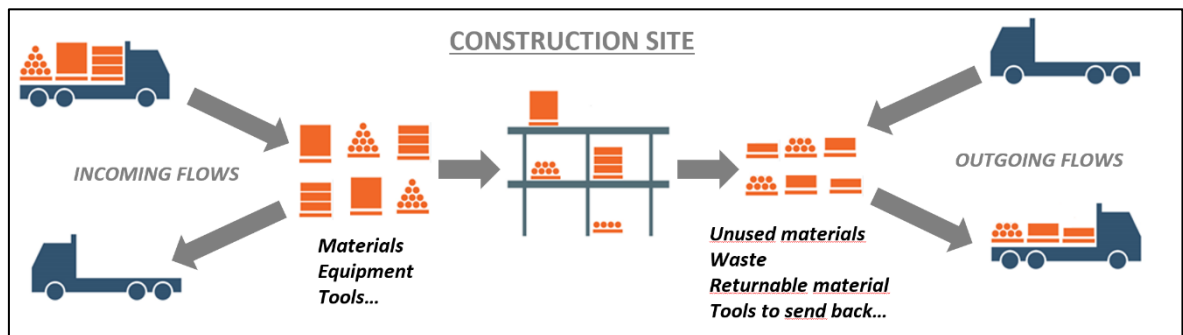 CONSTRUCTION SITE
INCOMING FLOWS
OUTGOING FLOWS
Materials
Equipment
Tools...
Unused materials
Waste
Returnable material
Tools to send back...